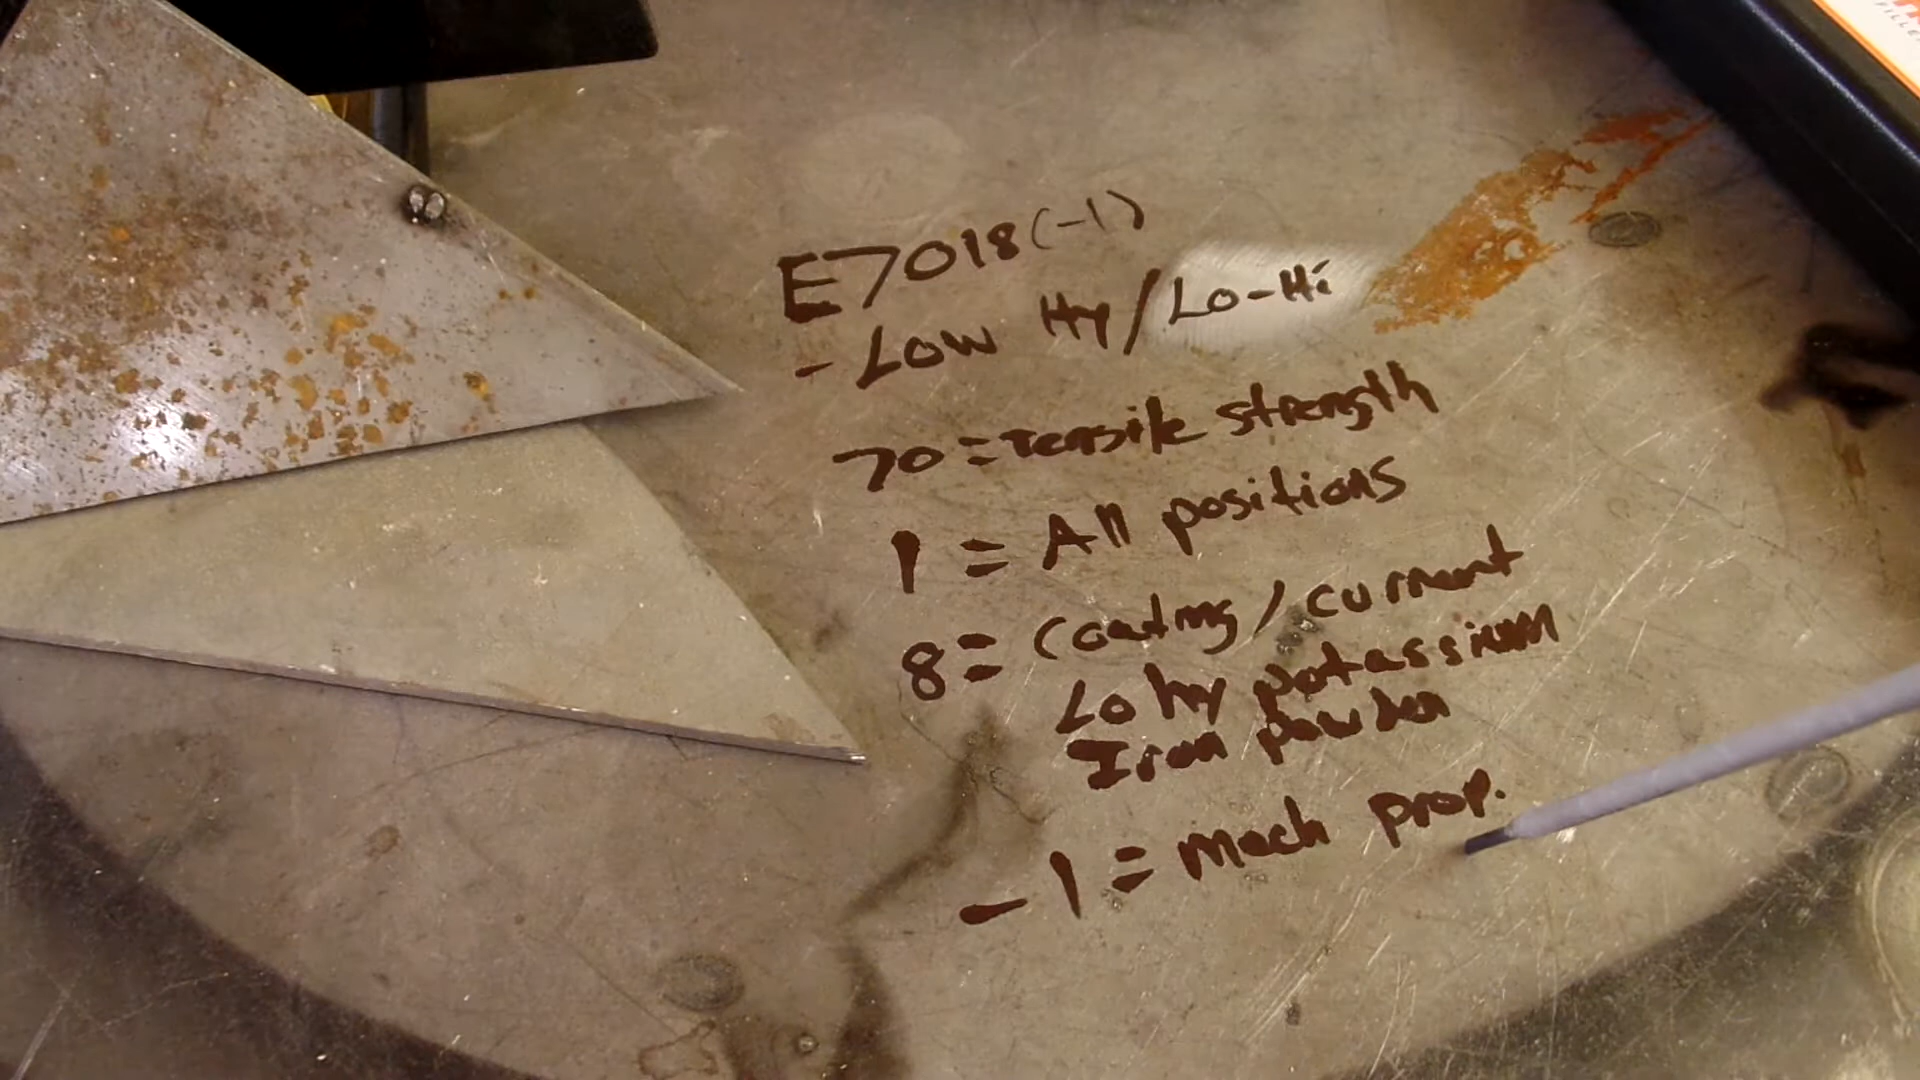 E7018(-1)
- Low Hy/Lo-Hi
70 = Tensile strength
1 = All positions
8 = Coating/current
Lo hy potassium
Iron powder
-1 = Mech prop.